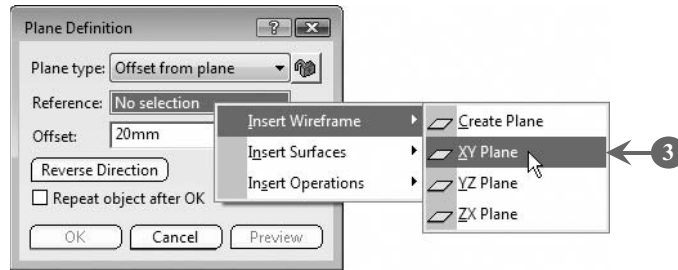 Plane Definition
Plane type: Offset from plane
Reference: No selection
Offset: 20mm
Reverse Direction
Repeat object after OK
OK Cancel Preview
Insert Wireframe
Insert Surfaces
Insert Operations
Create Plane
XY Plane
YZ Plane
ZX Plane
3